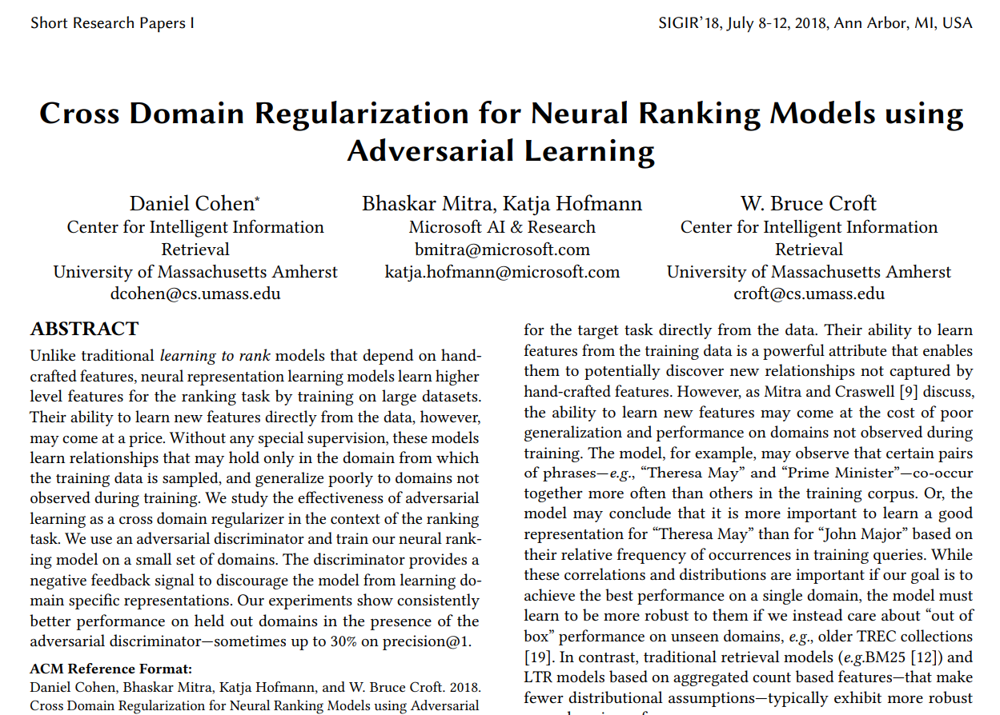 Short Research Papers I
SIGIR'18, July 8-12, 2018, Ann Arbor, MI, USA
Cross Domain Regularization for Neural Ranking Models using
Adversarial Learning
Daniel Cohen*
Center for Intelligent Information
Retrieval
University of Massachusetts Amherst
dcohen@cs.umass.edu
Bhaskar Mitra, Katja Hofmann
Microsoft AI & Research
bmitra@microsoft.com
katja.hofmann@microsoft.com
W. Bruce Croft
Center for Intelligent Information
Retrieval
University of Massachusetts Amherst
croft@cs.umass.edu
ABSTRACT
Unlike traditional learning to rank models that depend on hand-
crafted features, neural representation learning models learn higher
level features for the ranking task by training on large datasets.
Their ability to learn new features directly from the data, however,
may come at a price. Without any special supervision, these models
learn relationships that may hold only in the domain from which
the training data is sampled, and generalize poorly to domains not
observed during training. We study the effectiveness of adversarial
learning as a cross domain regularizer in the context of the ranking
task. We use an adversarial discriminator and train our neural rank-
ing model on a small set of domains. The discriminator provides a
negative feedback signal to discourage the model from learning do-
main specific representations. Our experiments show consistently
better performance on held out domains in the presence of the
adversarial discriminator—sometimes up to 30% on precision@1.
ACM Reference Format:
Daniel Cohen, Bhaskar Mitra, Katja Hofmann, and W. Bruce Croft. 2018.
Cross Domain Regularization for Neural Ranking Models using Adversarial
for the target task directly from the data. Their ability to learn
features from the training data is a powerful attribute that enables
them to potentially discover new relationships not captured by
hand-crafted features. However, as Mitra and Craswell [9] discuss,
the ability to learn new features may come at the cost of poor
generalization and performance on domains not observed during
training. The model, for example, may observe that certain pairs
of phrases—e.g., “Theresa May” and “Prime Minister”—co-occur
together more often than others in the training corpus. Or, the
model may conclude that it is more important to learn a good
representation for “Theresa May” than for “John Major” based on
their relative frequency of occurrences in training queries. While
these correlations and distributions are important if our goal is to
achieve the best performance on a single domain, the model must
learn to be more robust to them if we instead care about “out of
box” performance on unseen domains, e.g., older TREC collections
[19]. In contrast, traditional retrieval models (e.g.BM25 [12]) and
LTR models based on aggregated count based features—that make
fewer distributional assumptions—typically exhibit more robust